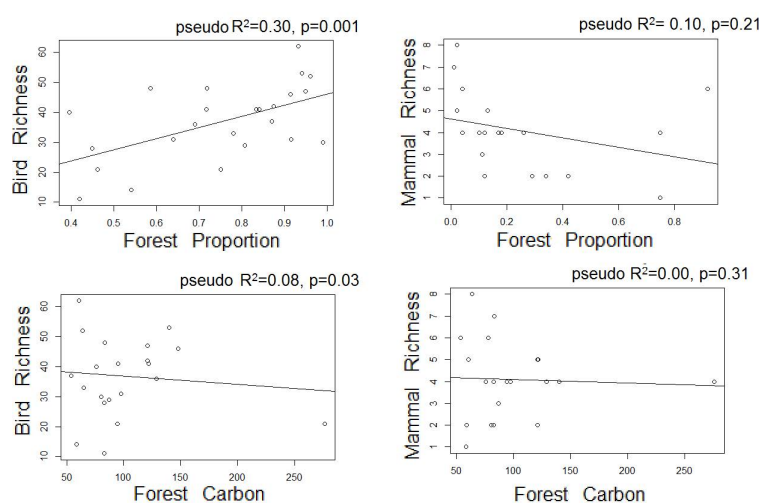 pseudo R²=0.30, p=0.001
Bird Richness
60
50
40
30
20
10
0.4 0.5 0.6 0.7 0.8 0.9 1.0
Forest Proportion
pseudo R²= 0.10, p=0.21
Mammal Richness
8
7
6
5
4
3
2
1
0.0 0.2 0.4 0.6 0.8
Forest Proportion
pseudo R²=0.08, p=0.03
Bird Richness
60
50
40
30
20
10
50 100 150 200 250
Forest Carbon
pseudo R²=0.00, p=0.31
Mammal Richness
8
7
6
5
4
3
2
1
50 100 150 200 250
Forest Carbon